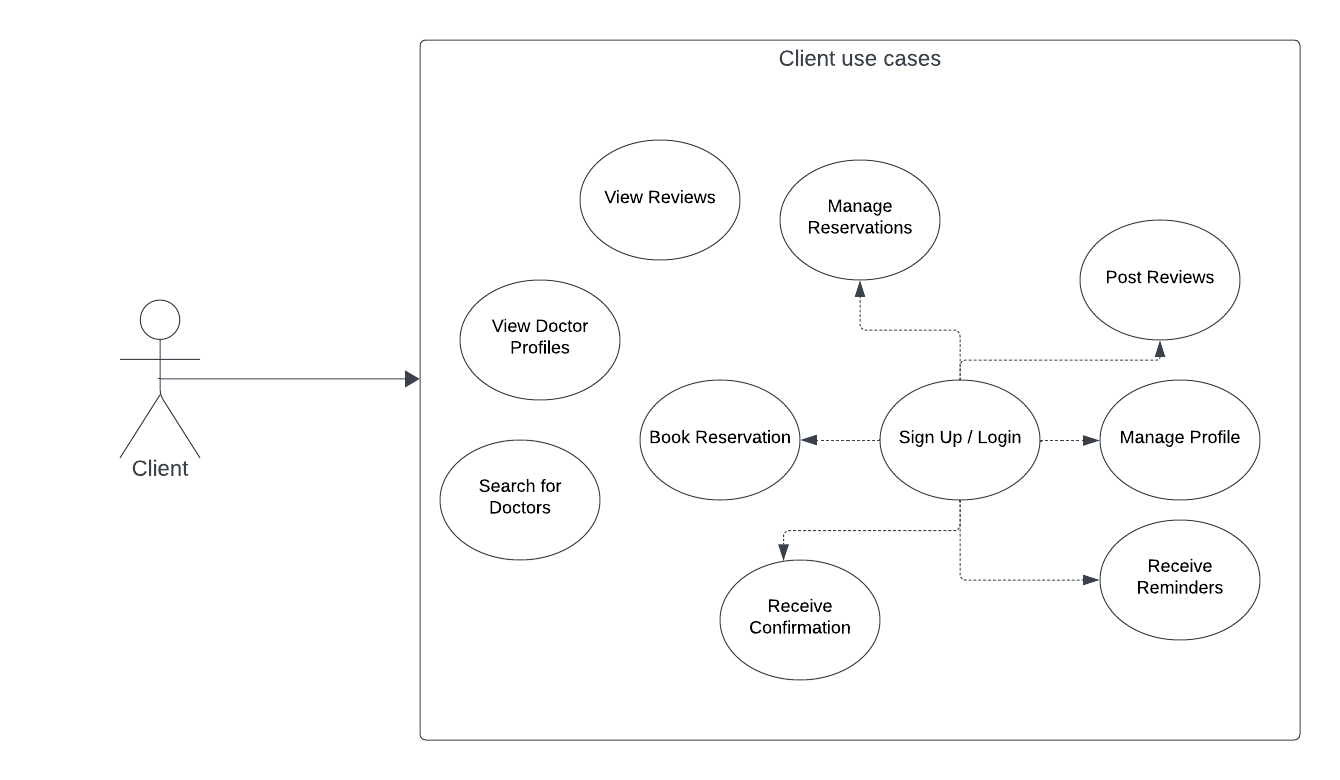 Client use cases
View Reviews
Manage
Reservations
Post Reviews
View Doctor
Profiles
Book Reservation
Sign Up / Login
Manage Profile
Client
Search for
Doctors
Receive
Reminders
Receive
Confirmation